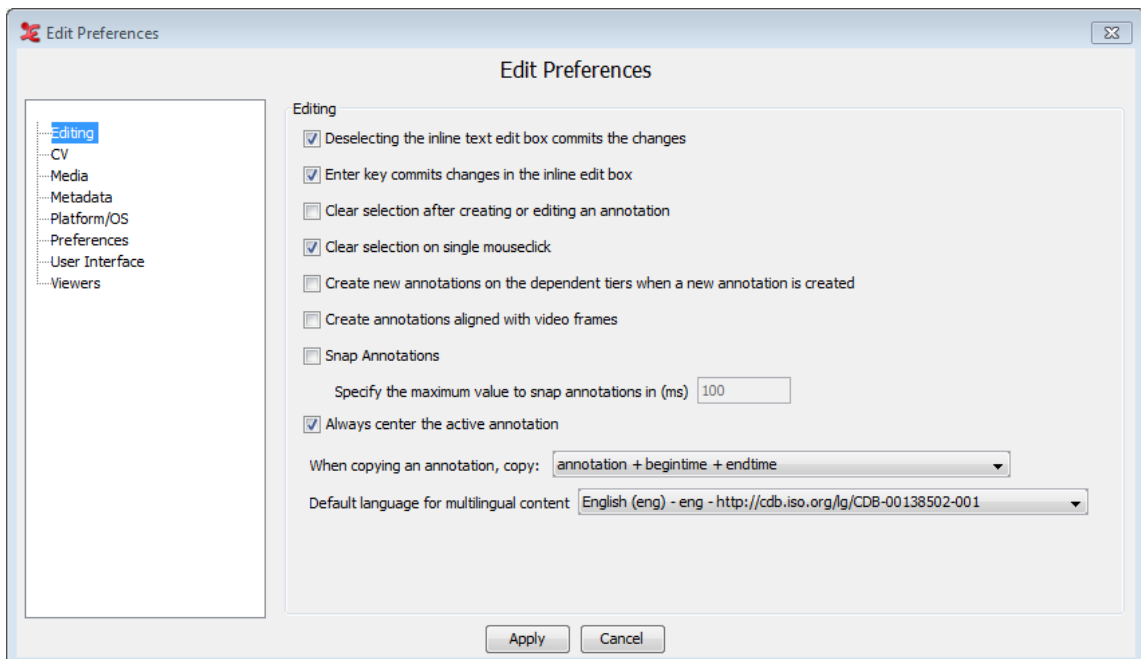 Edit Preferences
Edit Preferences
Editing
CV
Media
Metadata
Platform/OS
Preferences
User Interface
Viewers
Editing
Deselecting the inline text edit box commits the changes
Enter key commits changes in the inline edit box
Clear selection after creating or editing an annotation
Clear selection on single mouseclick
Create new annotations on the dependent tiers when a new annotation is created
Create annotations aligned with video frames
Snap Annotations
Specify the maximum value to snap annotations in (ms) 100
Always center the active annotation
When copying an annotation, copy: annotation + begintime + endtime
Default language for multilingual content English (eng) - eng - http://cdb.iso.org/lg/CDB-00138502-001
Apply Cancel